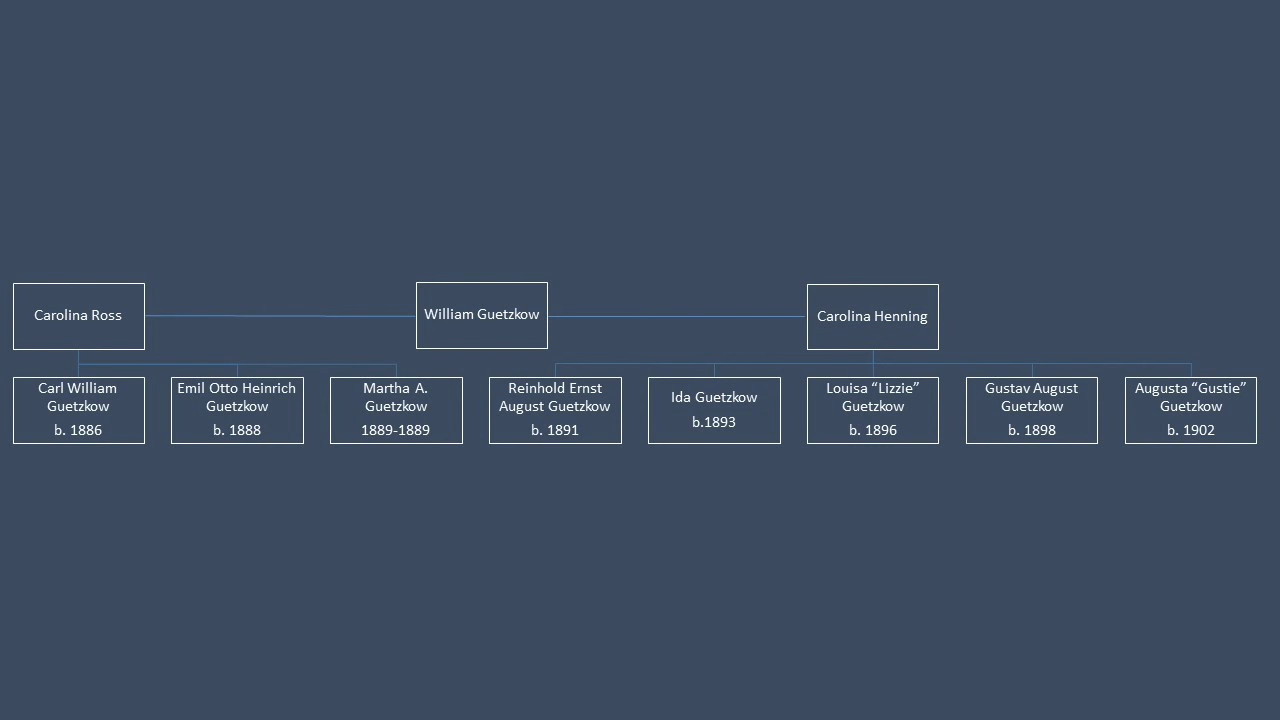 Carolina Ross
William Guetzkow
Carolina Henning
Carl William
Guetzkow
b. 1886
Emil Otto Heinrich
Guetzkow
b. 1888
Martha A.
Guetzkow
1889-1889
Reinhold Ernst
August Guetzkow
b. 1891
Ida Guetzkow
b.1893
Louisa “Lizzie”
Guetzkow
b. 1896
Gustav August
Guetzkow
b. 1898
Augusta “Gustie”
Guetzkow
b. 1902